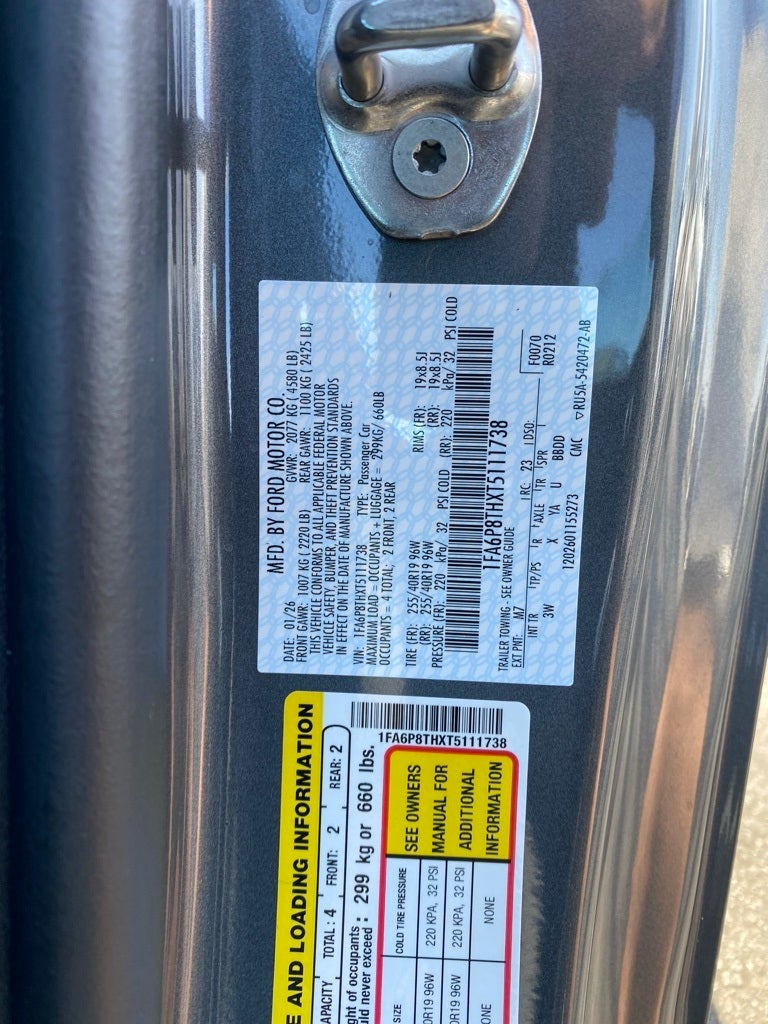 MFD. BY FORD MOTOR CO.
DATE: 01/26 GVWR: 2077 KG ( 4580 LB)
FRONT GAWR: 1007 KG ( 2220 LB) REAR GAWR: 1100 KG ( 2425 LB)
THIS VEHICLE CONFORMS TO ALL APPLICABLE FEDERAL MOTOR
VEHICLE SAFETY, BUMPER, AND THEFT PREVENTION STANDARDS
IN EFFECT ON THE DATE OF MANUFACTURE SHOWN ABOVE.
VIN: 1FA6P8THXT5111738 TYPE: Passenger Car
MAXIMUM LOAD = OCCUPANTS + LUGGAGE = 299KG/ 660LB
OCCUPANTS = 4 TOTAL; 2 FRONT, 2 REAR
TIRE (FR): 255/40R19 96W RIMS (FR): 19x8.5J
(RR): 255/40R19 96W (RR): 19x8.5J
PRESSURE (FR): 220 kPa/ 32 PSI COLD (RR): 220 kPa/ 32 PSI COLD
1FA6P8THXT5111738
TRAILER TOWING - SEE OWNER GUIDE
EXT PNT: M7 RC: 23 DSO: F0070
R0212
INT TR TP/PS R AXLE TR SPR
3W X YA U BBDD
1202601155273 CMC ▽RU5A-5420472-AB
E AND LOADING INFORMATION
APACITY TOTAL : 4 FRONT: 2 REAR: 2
ght of occupants
uld never exceed : 299 kg or 660 lbs.
1FA6P8THXT5111738
SIZE COLD TIRE PRESSURE
0R19 96W 220 KPA, 32 PSI
0R19 96W 220 KPA, 32 PSI
ONE NONE
SEE OWNERS
MANUAL FOR
ADDITIONAL
INFORMATION